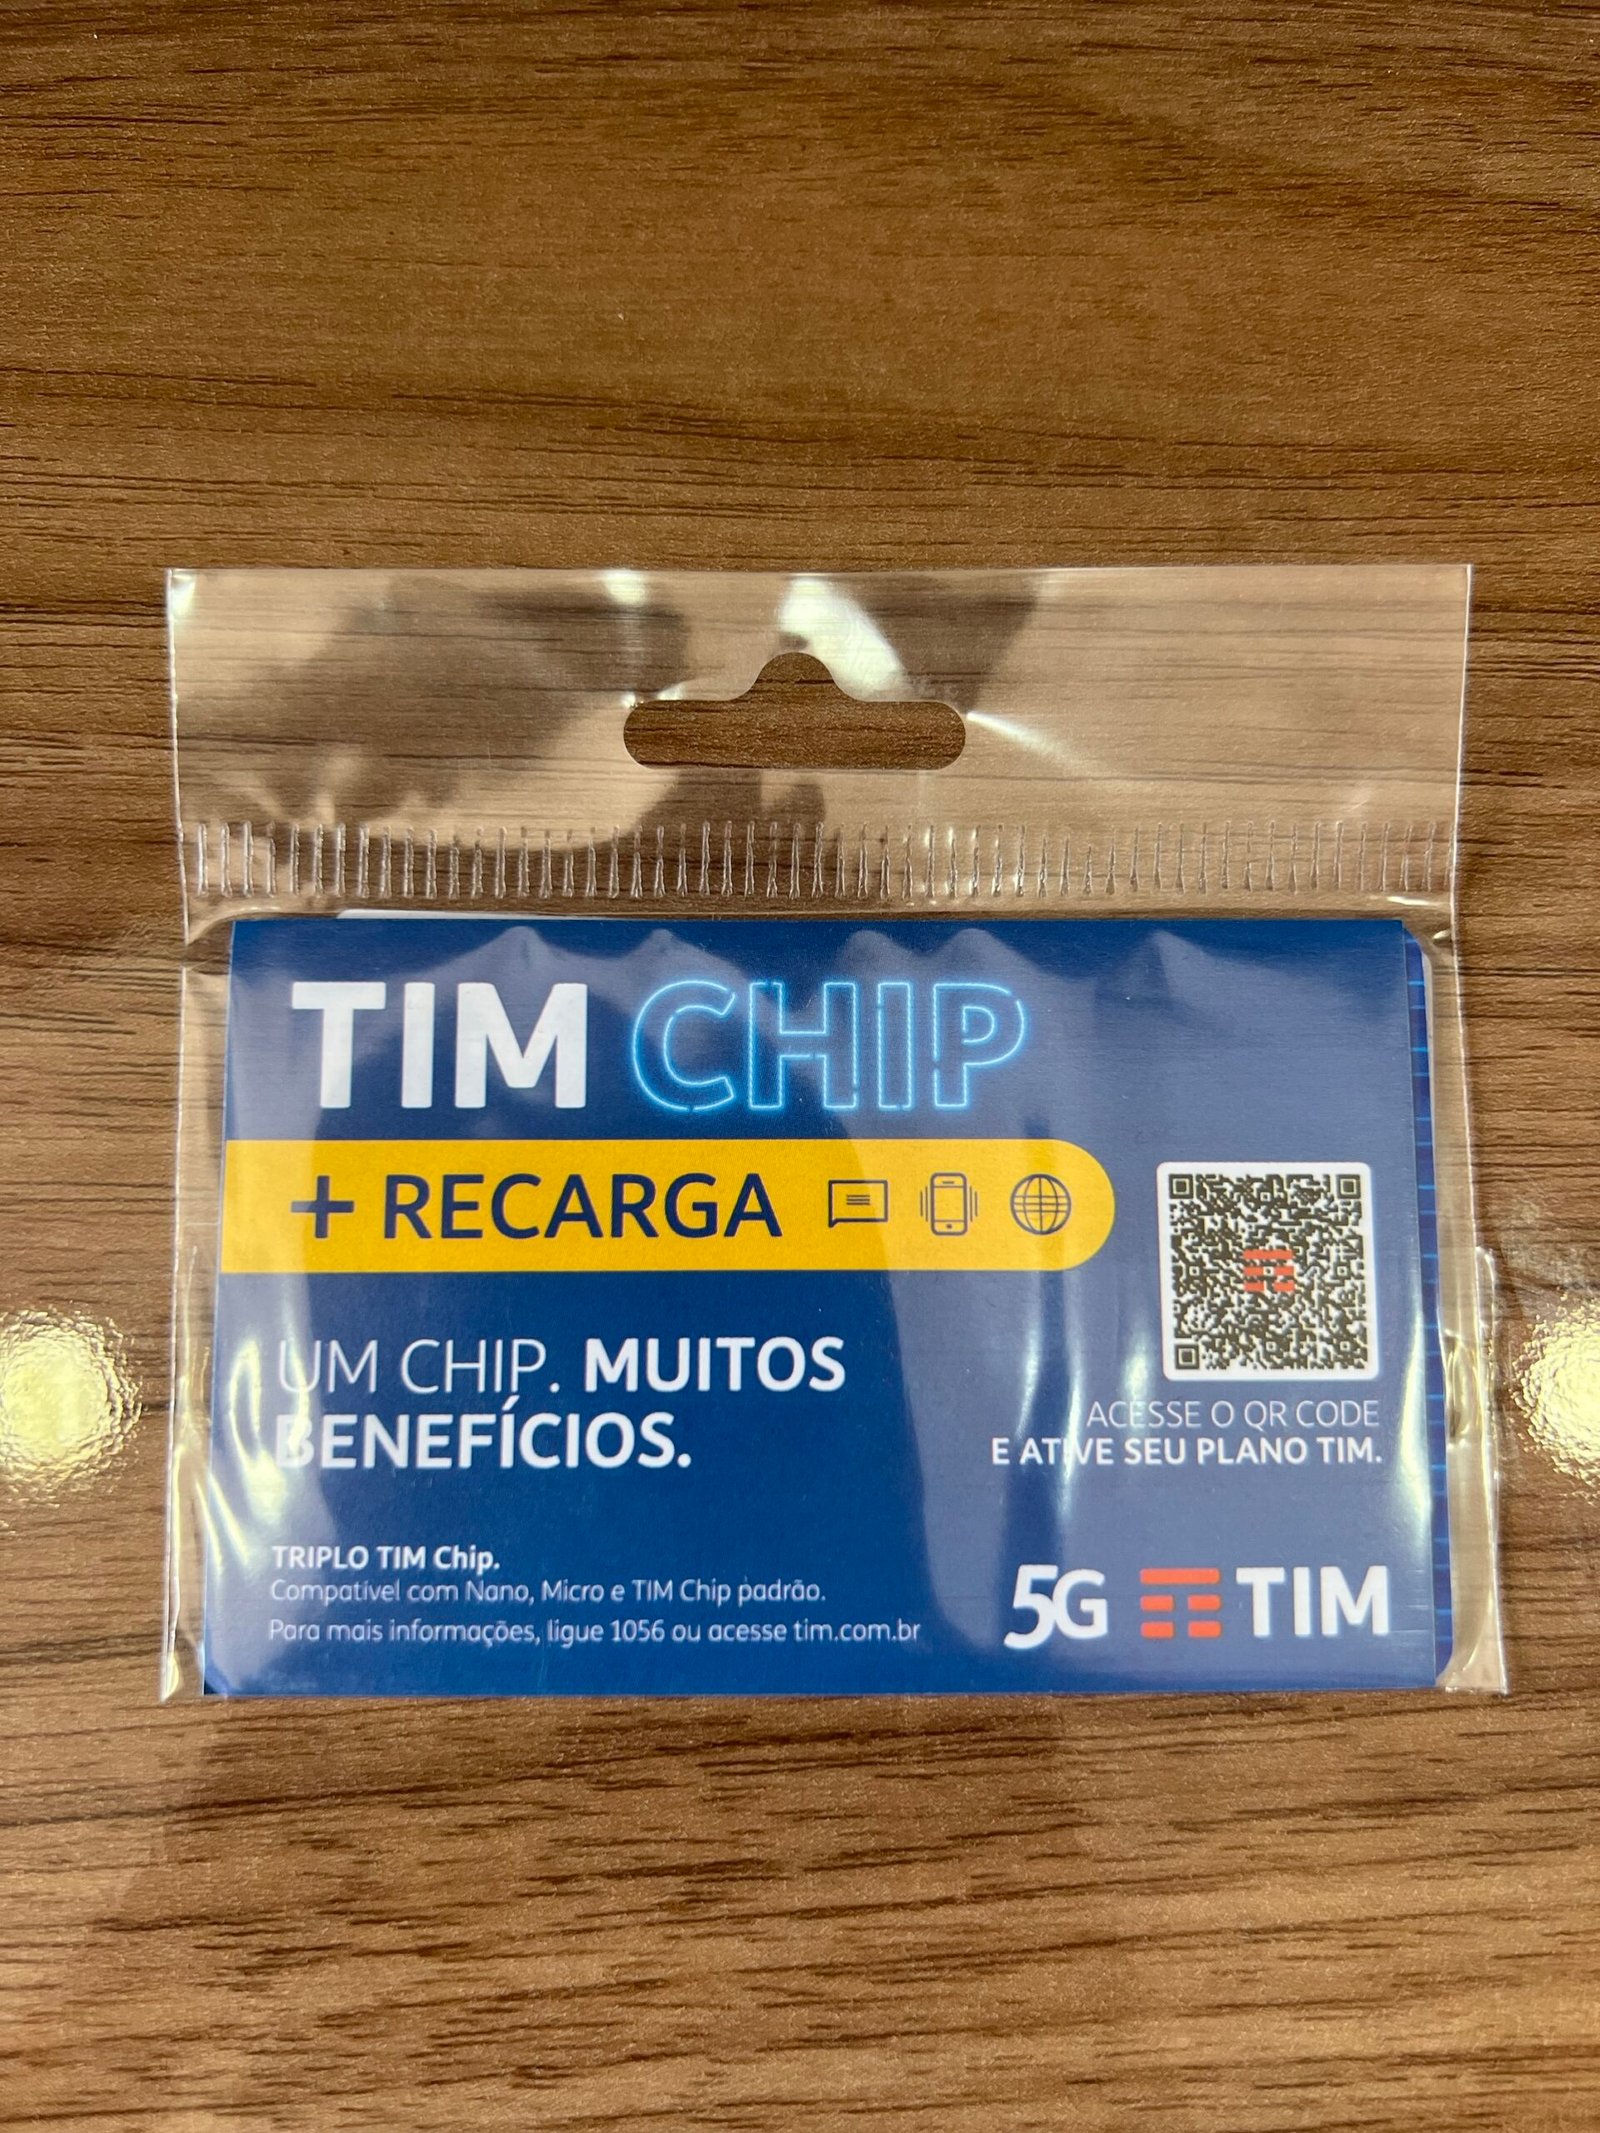 TIM CHIP
+ RECARGA
UM CHIP. MUITOS
BENEFÍCIOS.
ACESSE O QR CODE
E ATIVE SEU PLANO TIM.
TRIPLO TIM Chip.
Compatível com Nano, Micro e TIM Chip padrão.
Para mais informações, ligue 1056 ou acesse tim.com.br
5G TIM